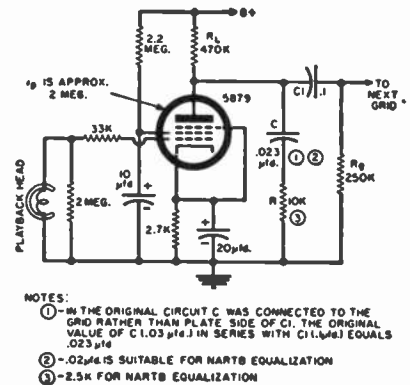 B+
2.2
MEG.
RL
470K
rp IS APPROX.
2 MEG.
5879
C1
.1
TO
NEXT
GRID
33K
C
.023
µfd.
1 2
PLAYBACK HEAD
2 MEG.
10
µfd
+
-
2.7K
+
-
20µfd.
R
10K
3
Rg
250K
NOTES:
1 -IN THE ORIGINAL CIRCUIT C WAS CONNECTED TO THE
GRID RATHER THAN PLATE SIDE OF C1. THE ORIGINAL
VALUE OF C (.03 µfd.) IN SERIES WITH C1 (.1µfd.) EQUALS
.023 µfd
2 -.02µfd. IS SUITABLE FOR NARTB EQUALIZATION
3 -2.5K FOR NARTB EQUALIZATION